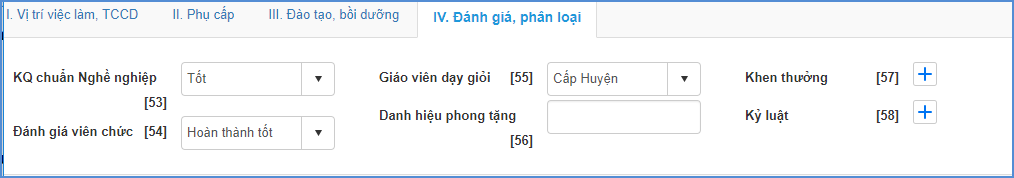 I. Vị trí việc làm, TCCD II. Phụ cấp III. Đào tạo, bồi dưỡng IV. Đánh giá, phân loại
KQ chuẩn Nghề nghiệp [53] Tốt Giáo viên dạy giỏi [55] Cấp Huyện Khen thưởng [57]
Đánh giá viên chức [54] Hoàn thành tốt Danh hiệu phong tặng [56] Kỷ luật [58]